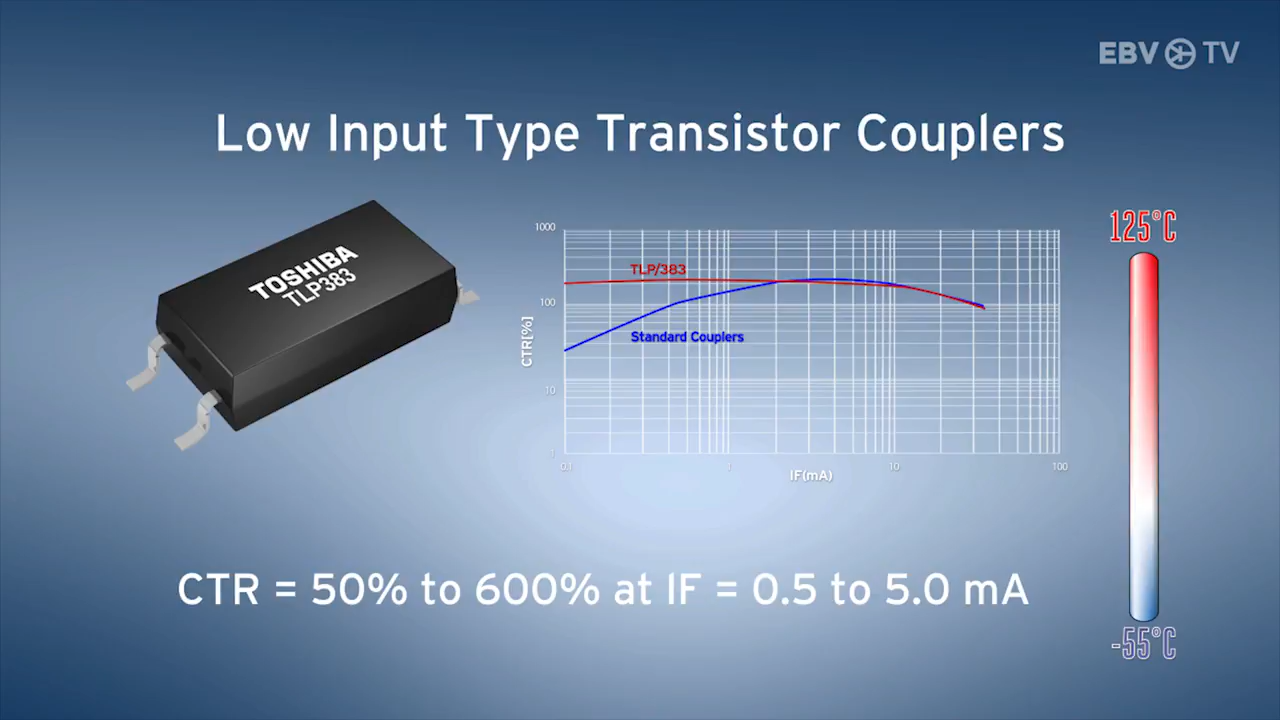 EBV TV
Low Input Type Transistor Couplers
TOSHIBA
TLP383
1000
100
10
1
CTR[%]
TLP/383
Standard Couplers
0.1
1
10
100
IF(mA)
125°C
-55°C
CTR = 50% to 600% at IF = 0.5 to 5.0 mA